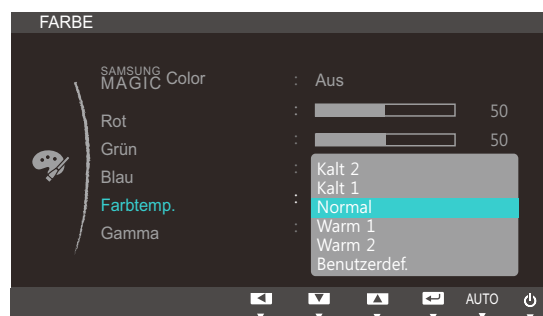 FARBE
SAMSUNG MAGIC Color : Aus
Rot : 50
Grün : 50
Blau :
Farbtemp. :
Gamma :
Kalt 2
Kalt 1
Normal
Warm 1
Warm 2
Benutzerdef.
AUTO